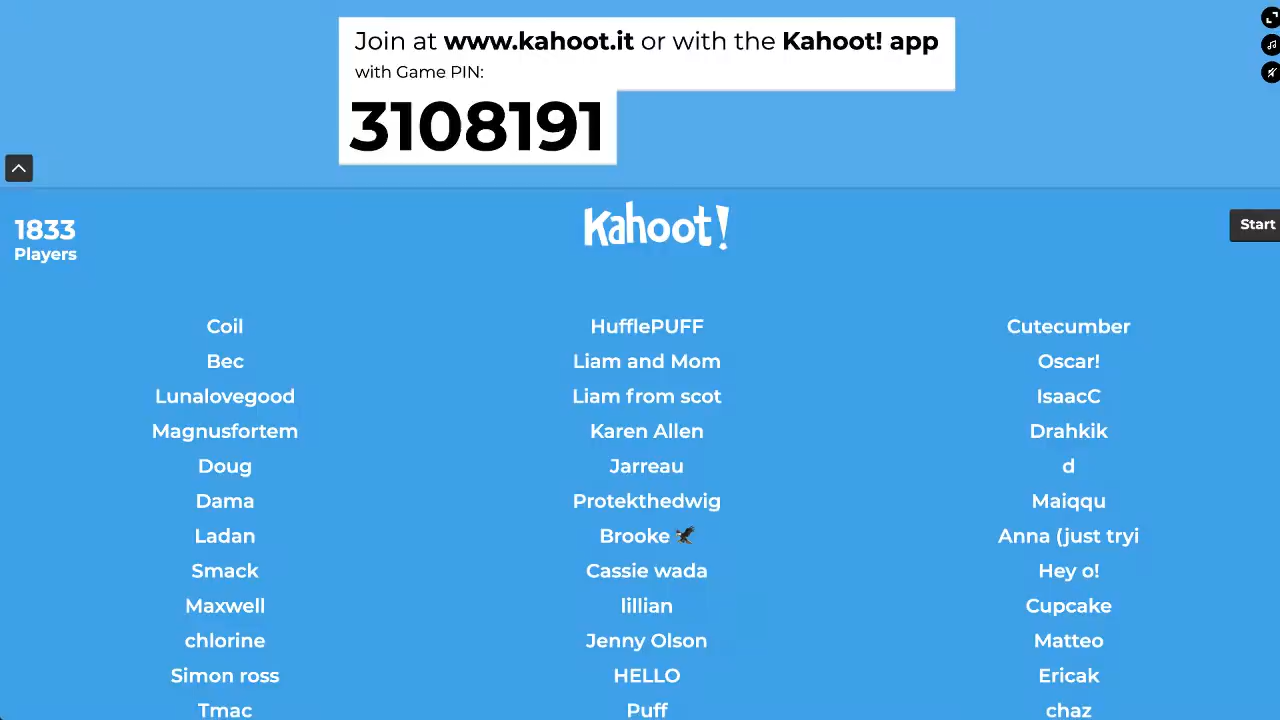 Join at www.kahoot.it or with the Kahoot! app
with Game PIN:
3108191
1833
Players
Kahoot!
Start
Coil HufflePUFF Cutecumber
Bec Liam and Mom Oscar!
Lunalovegood Liam from scot IsaacC
Magnusfortem Karen Allen Drahkik
Doug Jarreau d
Dama Protekthedwig Maiqqu
Ladan Brooke 🦅 Anna (just tryi
Smack Cassie wada Hey o!
Maxwell lillian Cupcake
chlorine Jenny Olson Matteo
Simon ross HELLO Ericak
Tmac Puff chaz